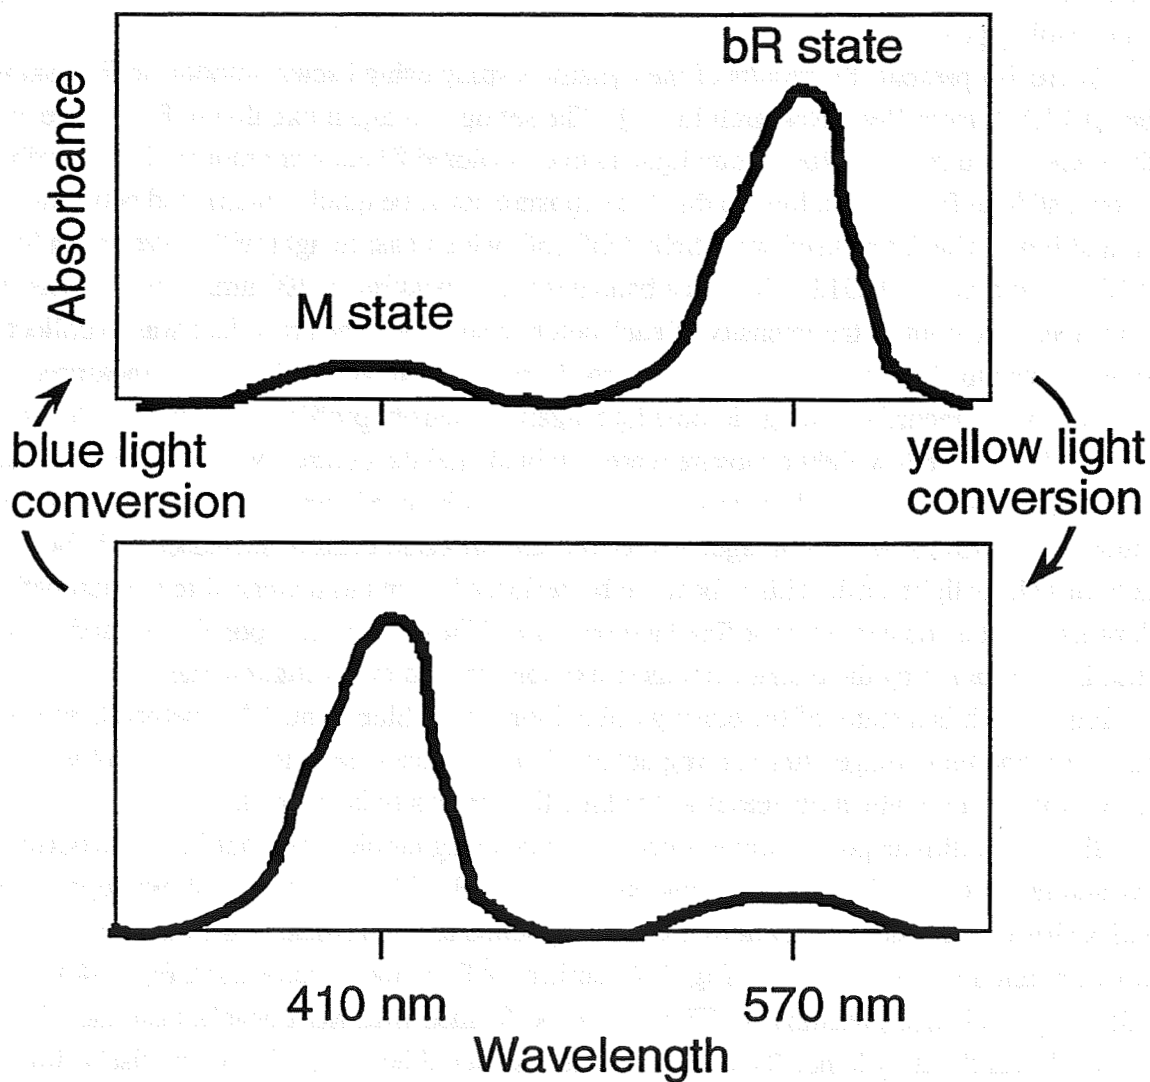 bR state
Absorbance
M state
blue light
conversion
yellow light
conversion
410 nm
570 nm
Wavelength